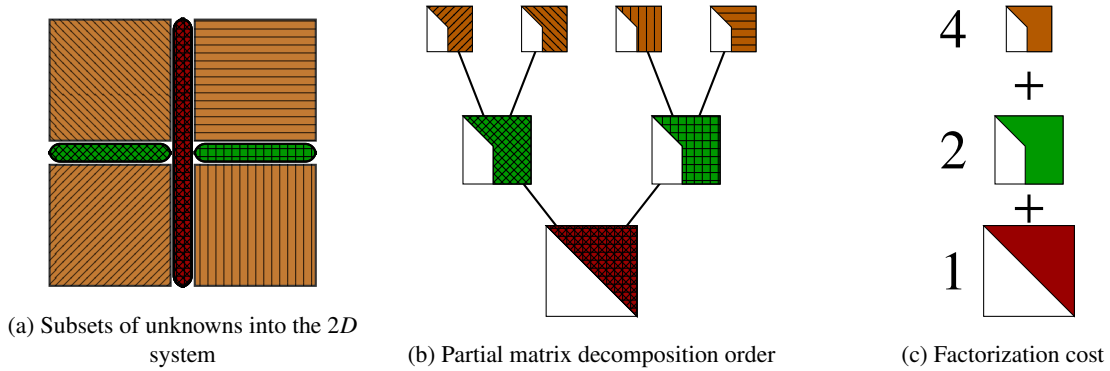 4
+
2
+
1
(a) Subsets of unknowns into the 2D
system
(b) Partial matrix decomposition order
(c) Factorization cost